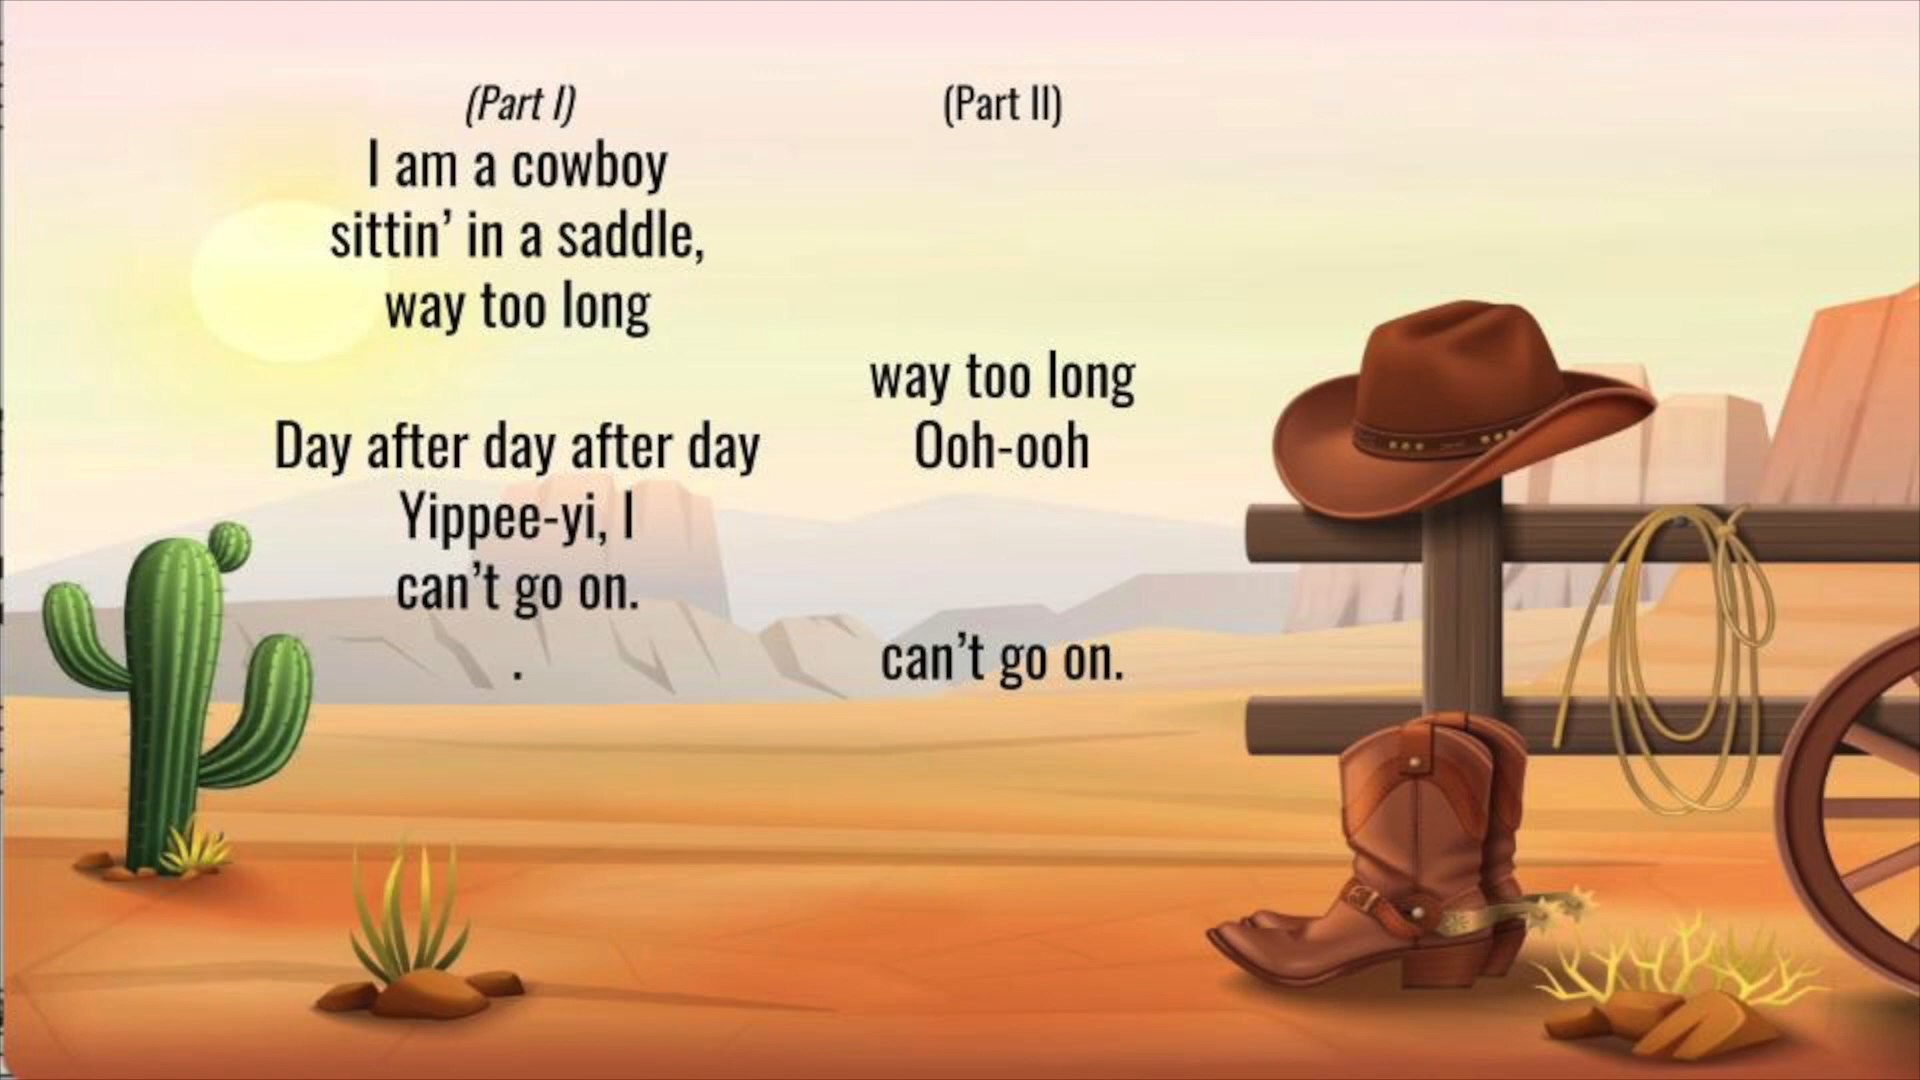 (Part I)
I am a cowboy
sittin’ in a saddle,
way too long
Day after day after day
Yippee-yi, I
can’t go on.
.
(Part II)
way too long
Ooh-ooh
can’t go on.